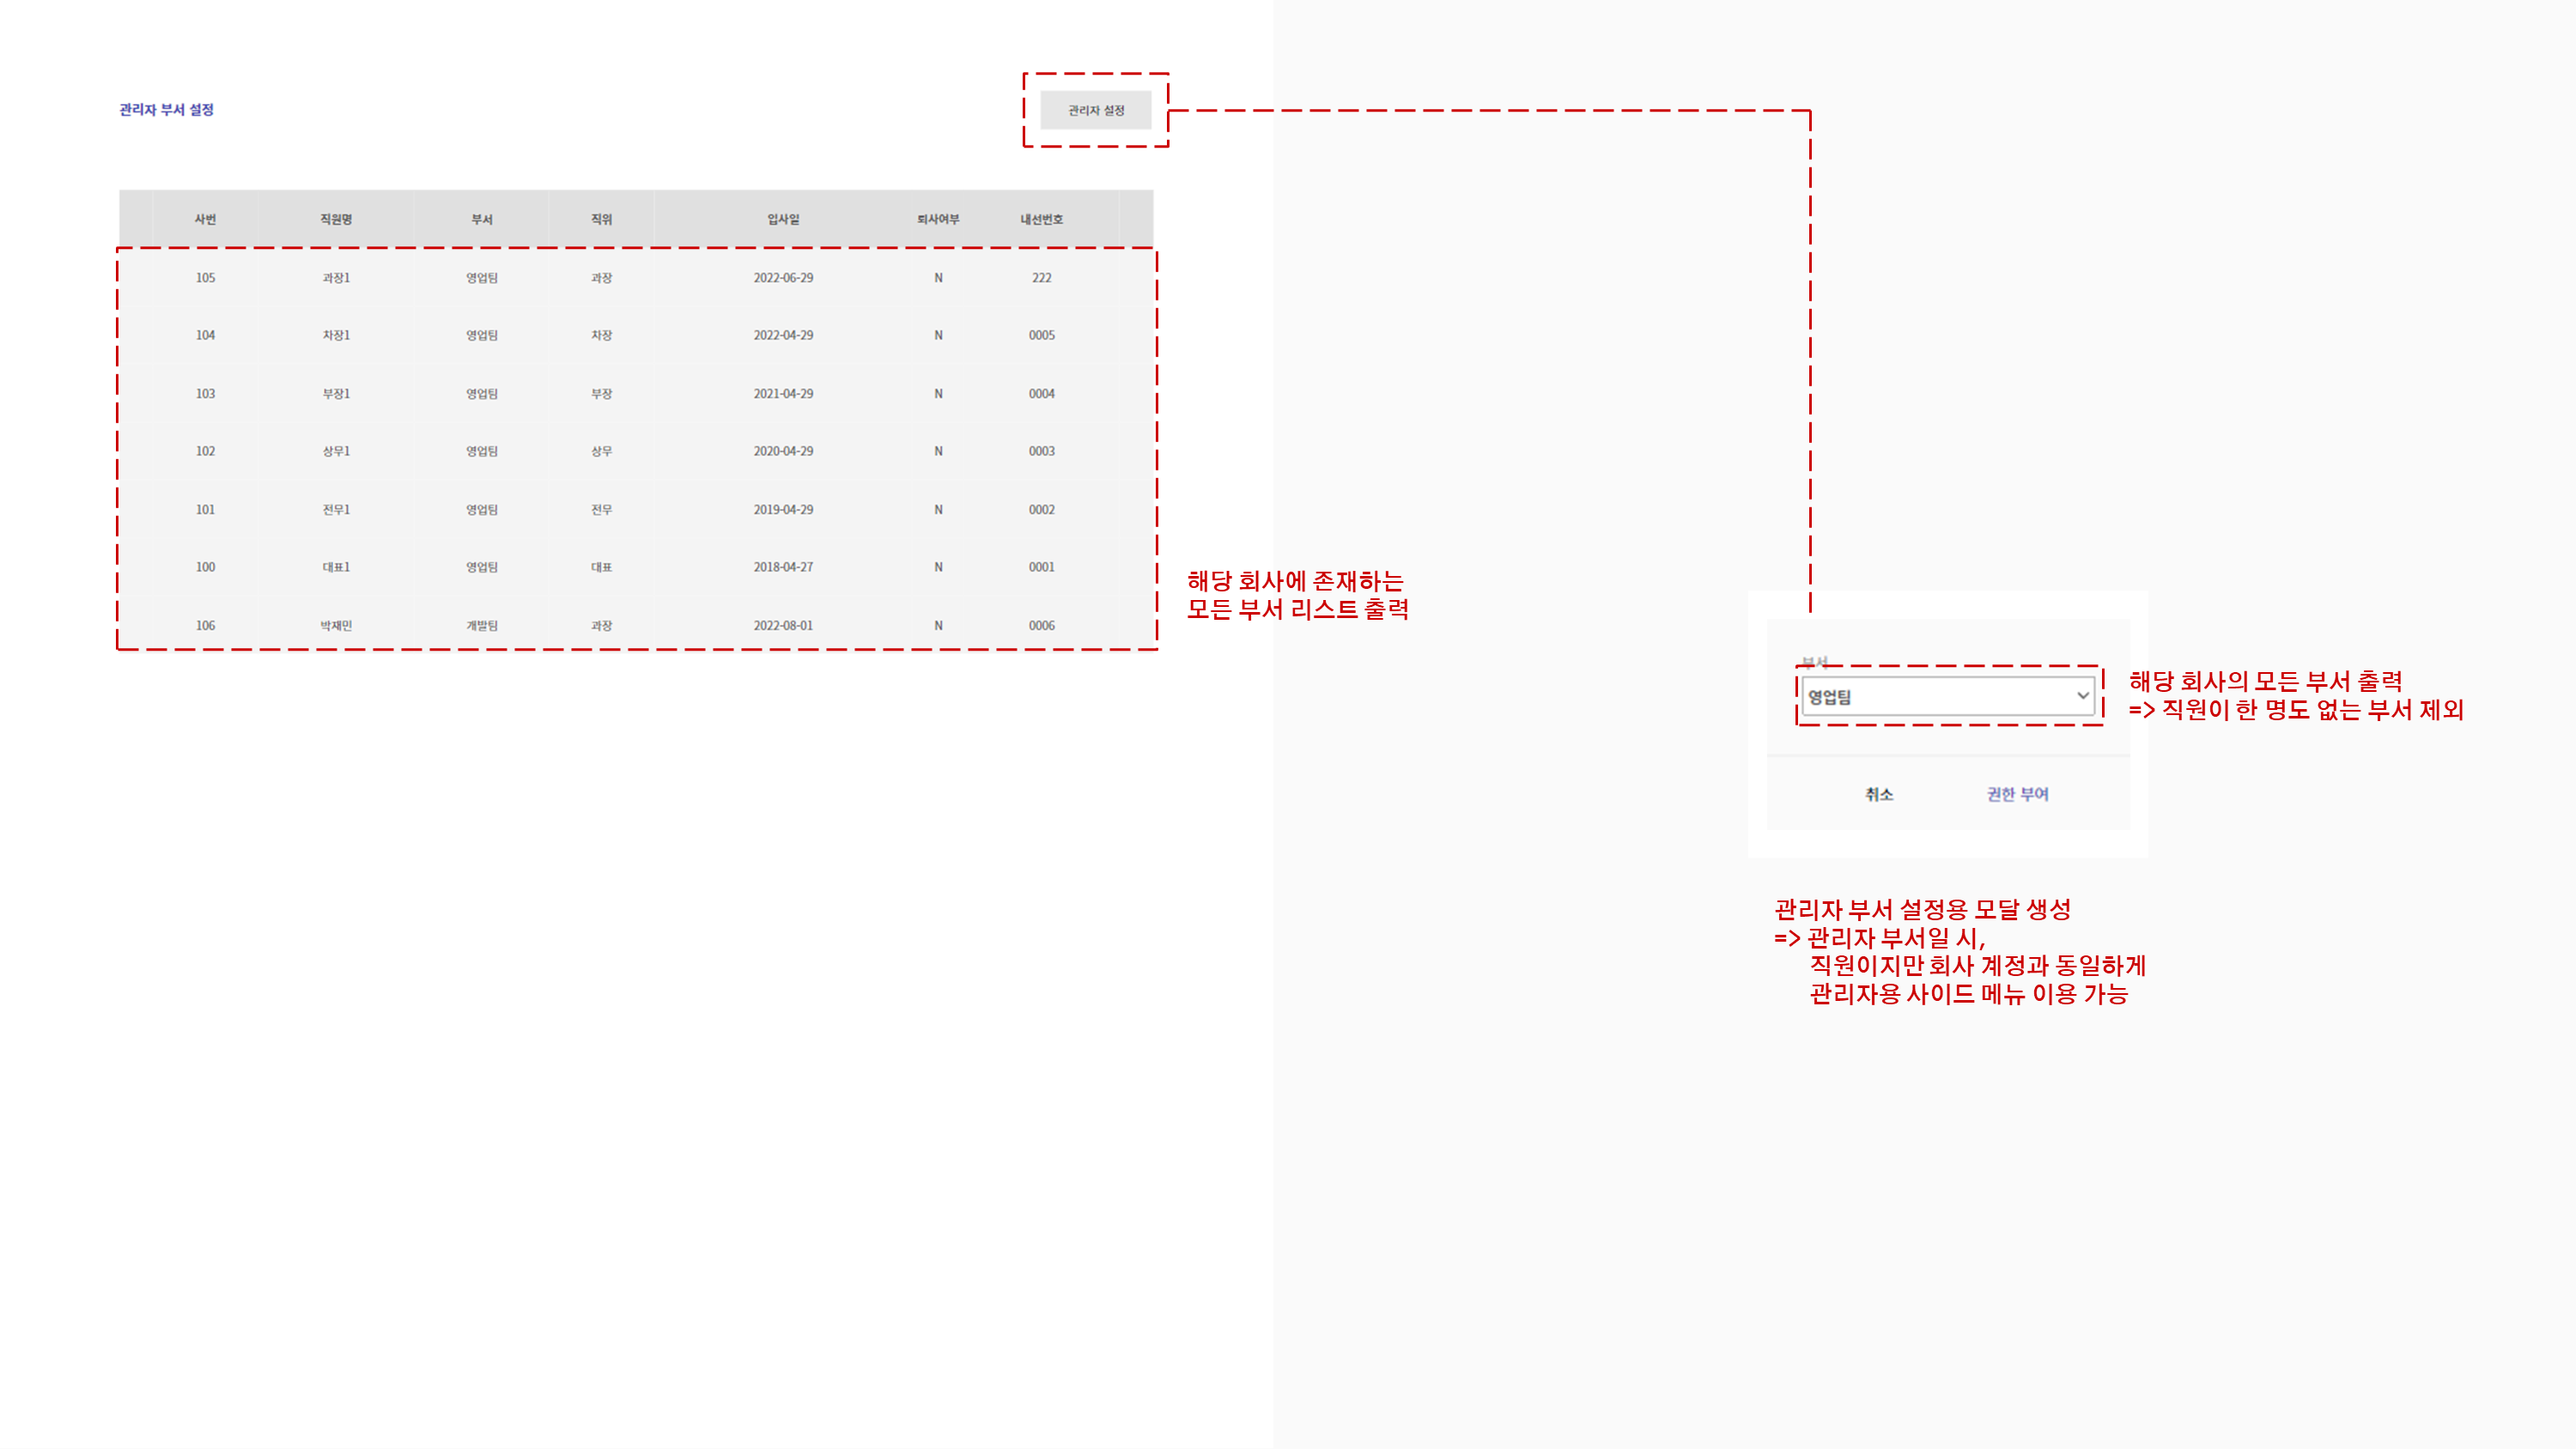 관리자 부서 설정
관리자 설정
사번 직원명 부서 직위 입사일 퇴사여부 내선번호
105 과장1 영업팀 과장 2022-06-29 N 222
104 차장1 영업팀 차장 2022-04-29 N 0005
103 부장1 영업팀 부장 2021-04-29 N 0004
102 상무1 영업팀 상무 2020-04-29 N 0003
101 전무1 영업팀 전무 2019-04-29 N 0002
100 대표1 영업팀 대표 2018-04-27 N 0001
106 박재민 개발팀 과장 2022-08-01 N 0006
해당 회사에 존재하는
모든 부서 리스트 출력
부서
영업팀
해당 회사의 모든 부서 출력
=> 직원이 한 명도 없는 부서 제외
취소 권한 부여
관리자 부서 설정용 모달 생성
=> 관리자 부서일 시,
직원이지만 회사 계정과 동일하게
관리자용 사이드 메뉴 이용 가능